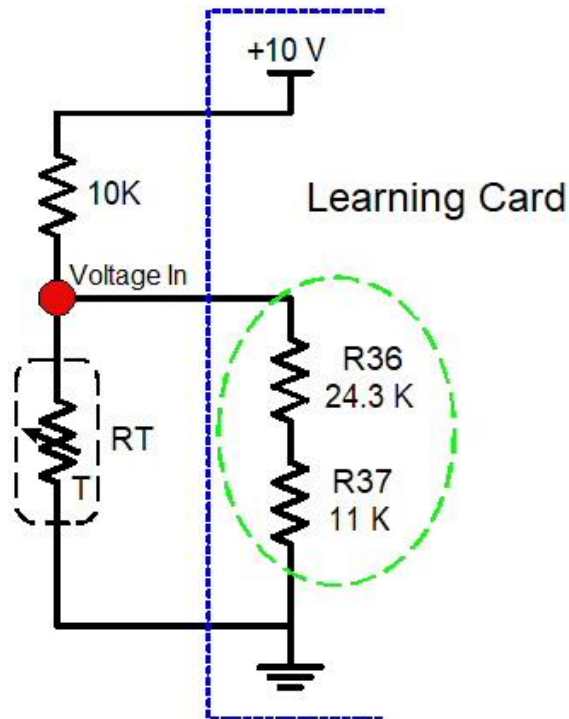 +10 V
10K
Learning Card
Voltage In
R36
24.3 K
RT
T
R37
11 K